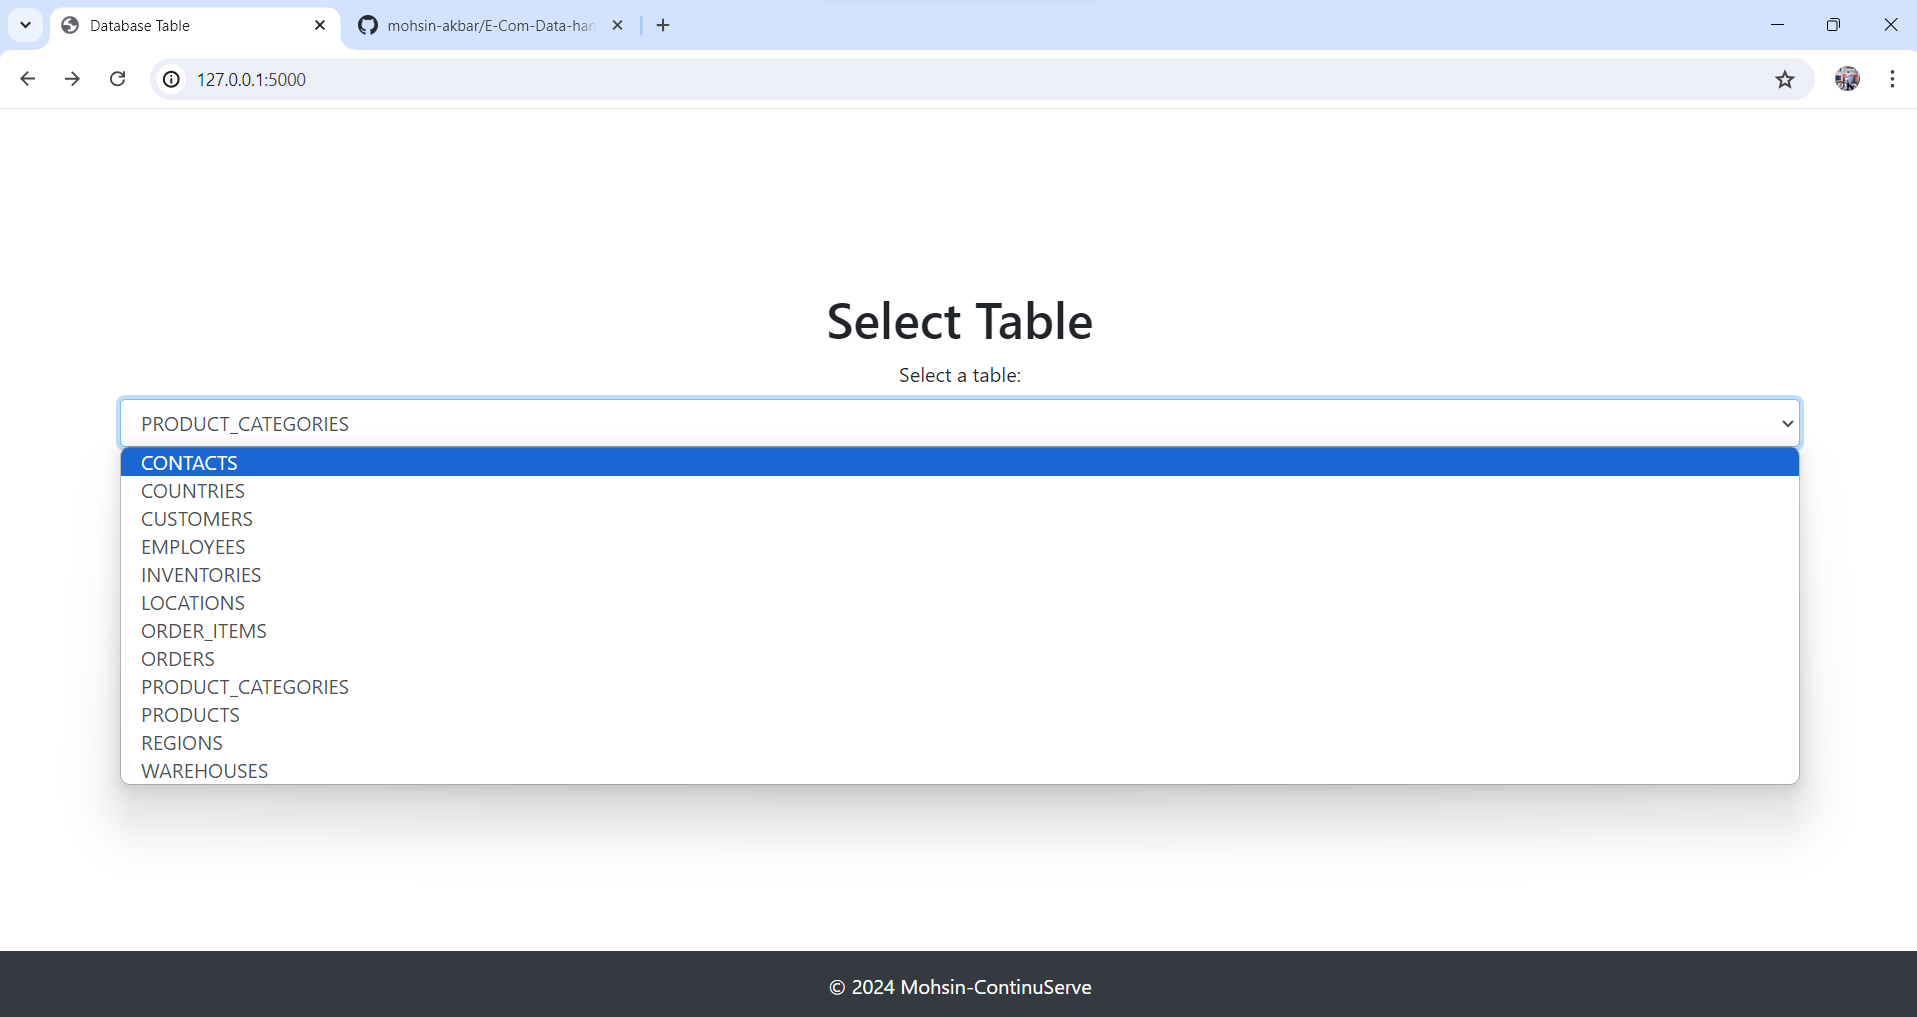 Database Table
mohsin-akbar/E-Com-Data-han
127.0.0.1:5000
Select Table
Select a table:
PRODUCT_CATEGORIES
CONTACTS
COUNTRIES
CUSTOMERS
EMPLOYEES
INVENTORIES
LOCATIONS
ORDER_ITEMS
ORDERS
PRODUCT_CATEGORIES
PRODUCTS
REGIONS
WAREHOUSES
© 2024 Mohsin-ContinuServe